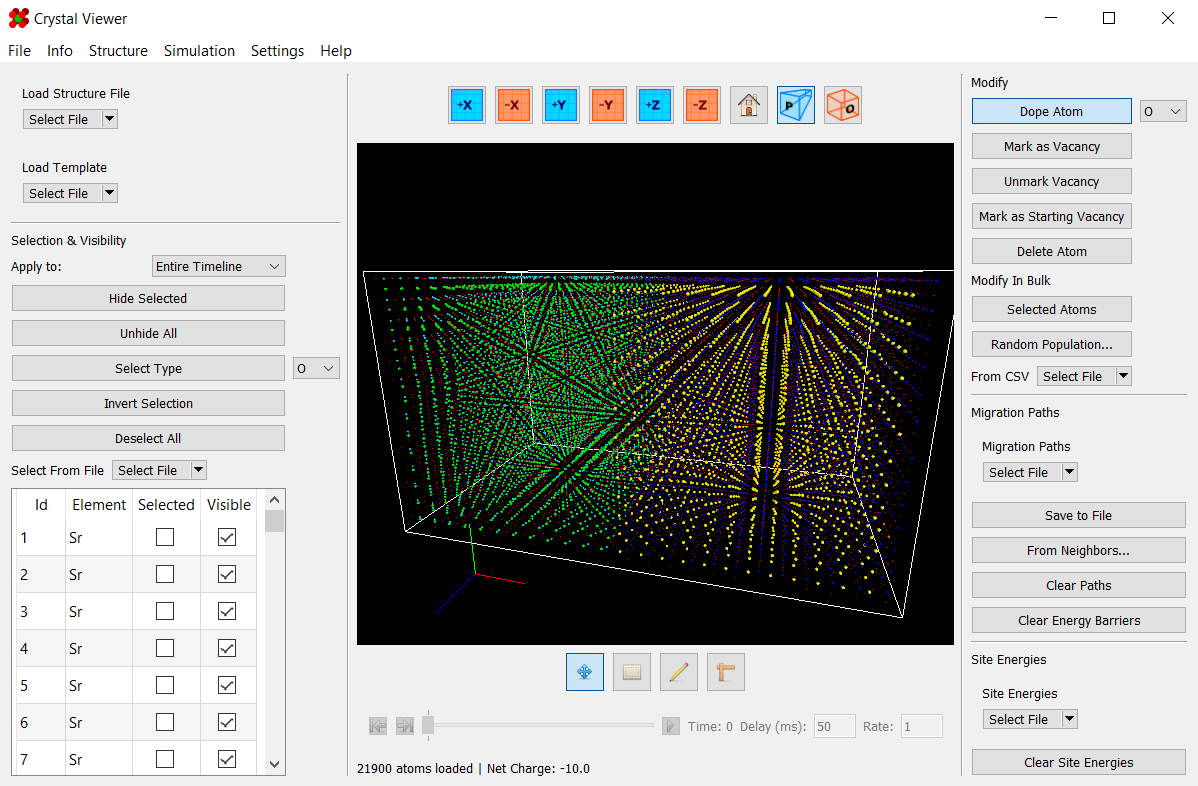 Crystal Viewer
File Info Structure Simulation Settings Help
Load Structure File
Select File
Load Template
Select File
Selection & Visibility
Apply to: Entire Timeline
Hide Selected
Unhide All
Select Type O
Invert Selection
Deselect All
Select From File Select File
Id Element Selected Visible
1 Sr
2 Sr
3 Sr
4 Sr
5 Sr
6 Sr
7 Sr
+X -X +Y -Y +Z -Z P O
Time: 0 Delay (ms): 50 Rate: 1
21900 atoms loaded | Net Charge: -10.0
Modify
Dope Atom O
Mark as Vacancy
Unmark Vacancy
Mark as Starting Vacancy
Delete Atom
Modify In Bulk
Selected Atoms
Random Population...
From CSV Select File
Migration Paths
Migration Paths
Select File
Save to File
From Neighbors...
Clear Paths
Clear Energy Barriers
Site Energies
Site Energies
Select File
Clear Site Energies